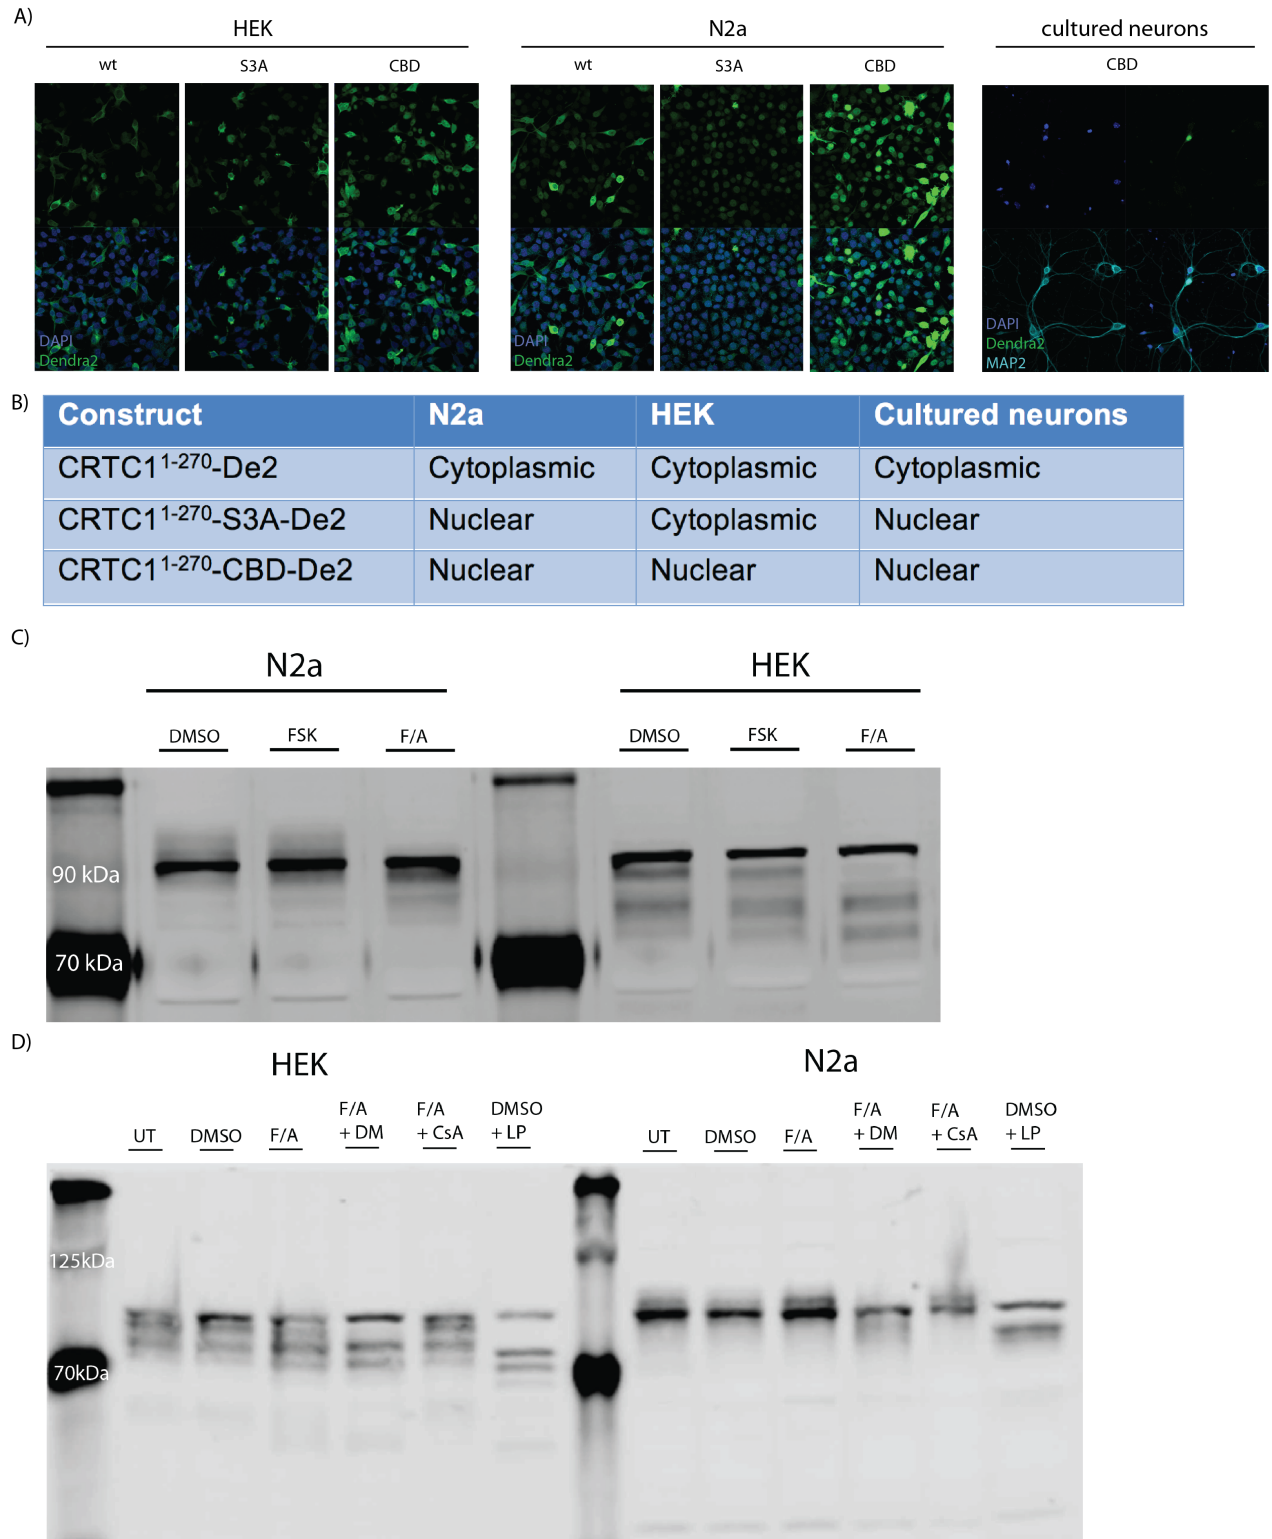 A)
HEK
N2a
cultured neurons
wt
S3A
CBD
wt
S3A
CBD
CBD
DAPI
Dendra2
DAPI
Dendra2
DAPI
Dendra2
MAP2
B)
Construct N2a HEK Cultured neurons
CRTC1¹⁻²⁷⁰-De2 Cytoplasmic Cytoplasmic Cytoplasmic
CRTC1¹⁻²⁷⁰-S3A-De2 Nuclear Cytoplasmic Nuclear
CRTC1¹⁻²⁷⁰-CBD-De2 Nuclear Nuclear Nuclear
C)
N2a
HEK
DMSO FSK F/A DMSO FSK F/A
90 kDa
70 kDa
D)
HEK
N2a
UT
DMSO
F/A
F/A
+ DM
F/A
+ CsA
DMSO
+ LP
UT
DMSO
F/A
F/A
+ DM
F/A
+ CsA
DMSO
+ LP
125kDa
70kDa